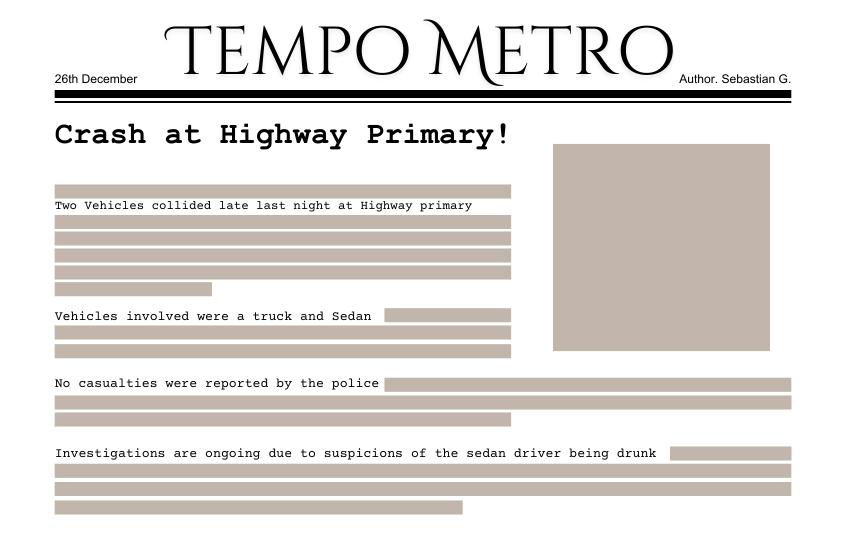 TEMPO METRO
26th December
Author. Sebastian G.
Crash at Highway Primary!
Two Vehicles collided late last night at Highway primary
Vehicles involved were a truck and Sedan
No casualties were reported by the police
Investigations are ongoing due to suspicions of the sedan driver being drunk